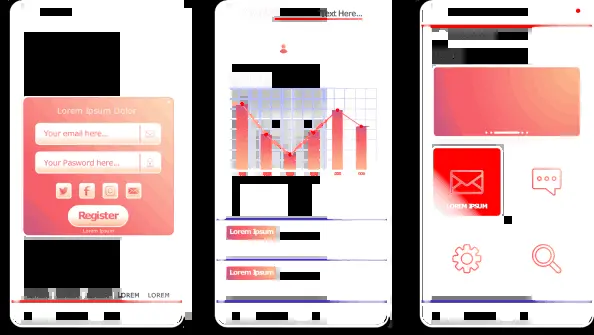 Lorem Ipsum Dolor
Your email here...
Your Pasword here...
Register
Lorem Ipsum
LOREM LOREM
Text Here...
Lorem Ipsum
Lorem Ipsum
LOREM IPSUM